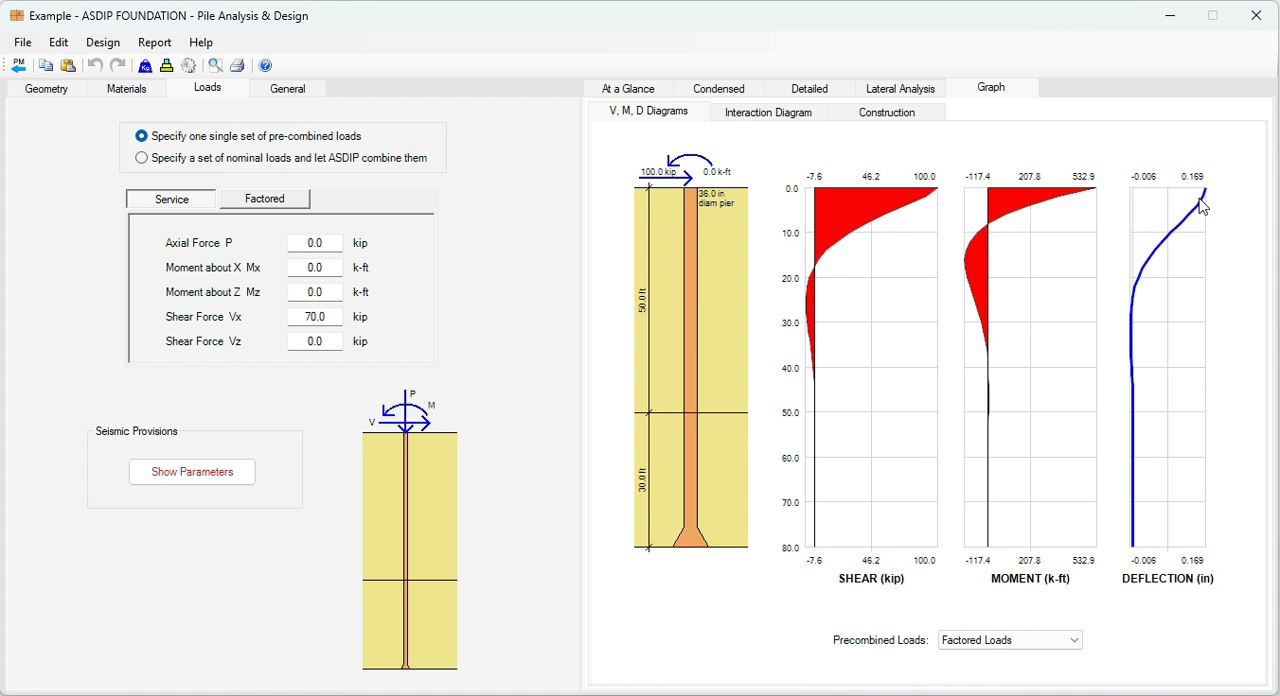 Example - ASDIP FOUNDATION - Pile Analysis & Design
File Edit Design Report Help
PM Kg
Geometry Materials Loads General
At a Glance Condensed Detailed Lateral Analysis Graph
V, M, D Diagrams Interaction Diagram Construction
Specify one single set of pre-combined loads
Specify a set of nominal loads and let ASDIP combine them
Service Factored
Axial Force P 0.0 kip
Moment about X Mx 0.0 k-ft
Moment about Z Mz 0.0 k-ft
Shear Force Vx 70.0 kip
Shear Force Vz 0.0 kip
Seismic Provisions
Show Parameters
P
M
V
100.0 kip 0.0 k-ft
36.0 in
diam pier
50.0 ft
30.0 ft
-7.6 46.2 100.0
-117.4 207.8 532.9
-0.006 0.169
0.0
10.0
20.0
30.0
40.0
50.0
60.0
70.0
80.0
-7.6 46.2 100.0
-117.4 207.8 532.9
-0.006 0.169
SHEAR (kip) MOMENT (k-ft) DEFLECTION (in)
Precombined Loads: Factored Loads